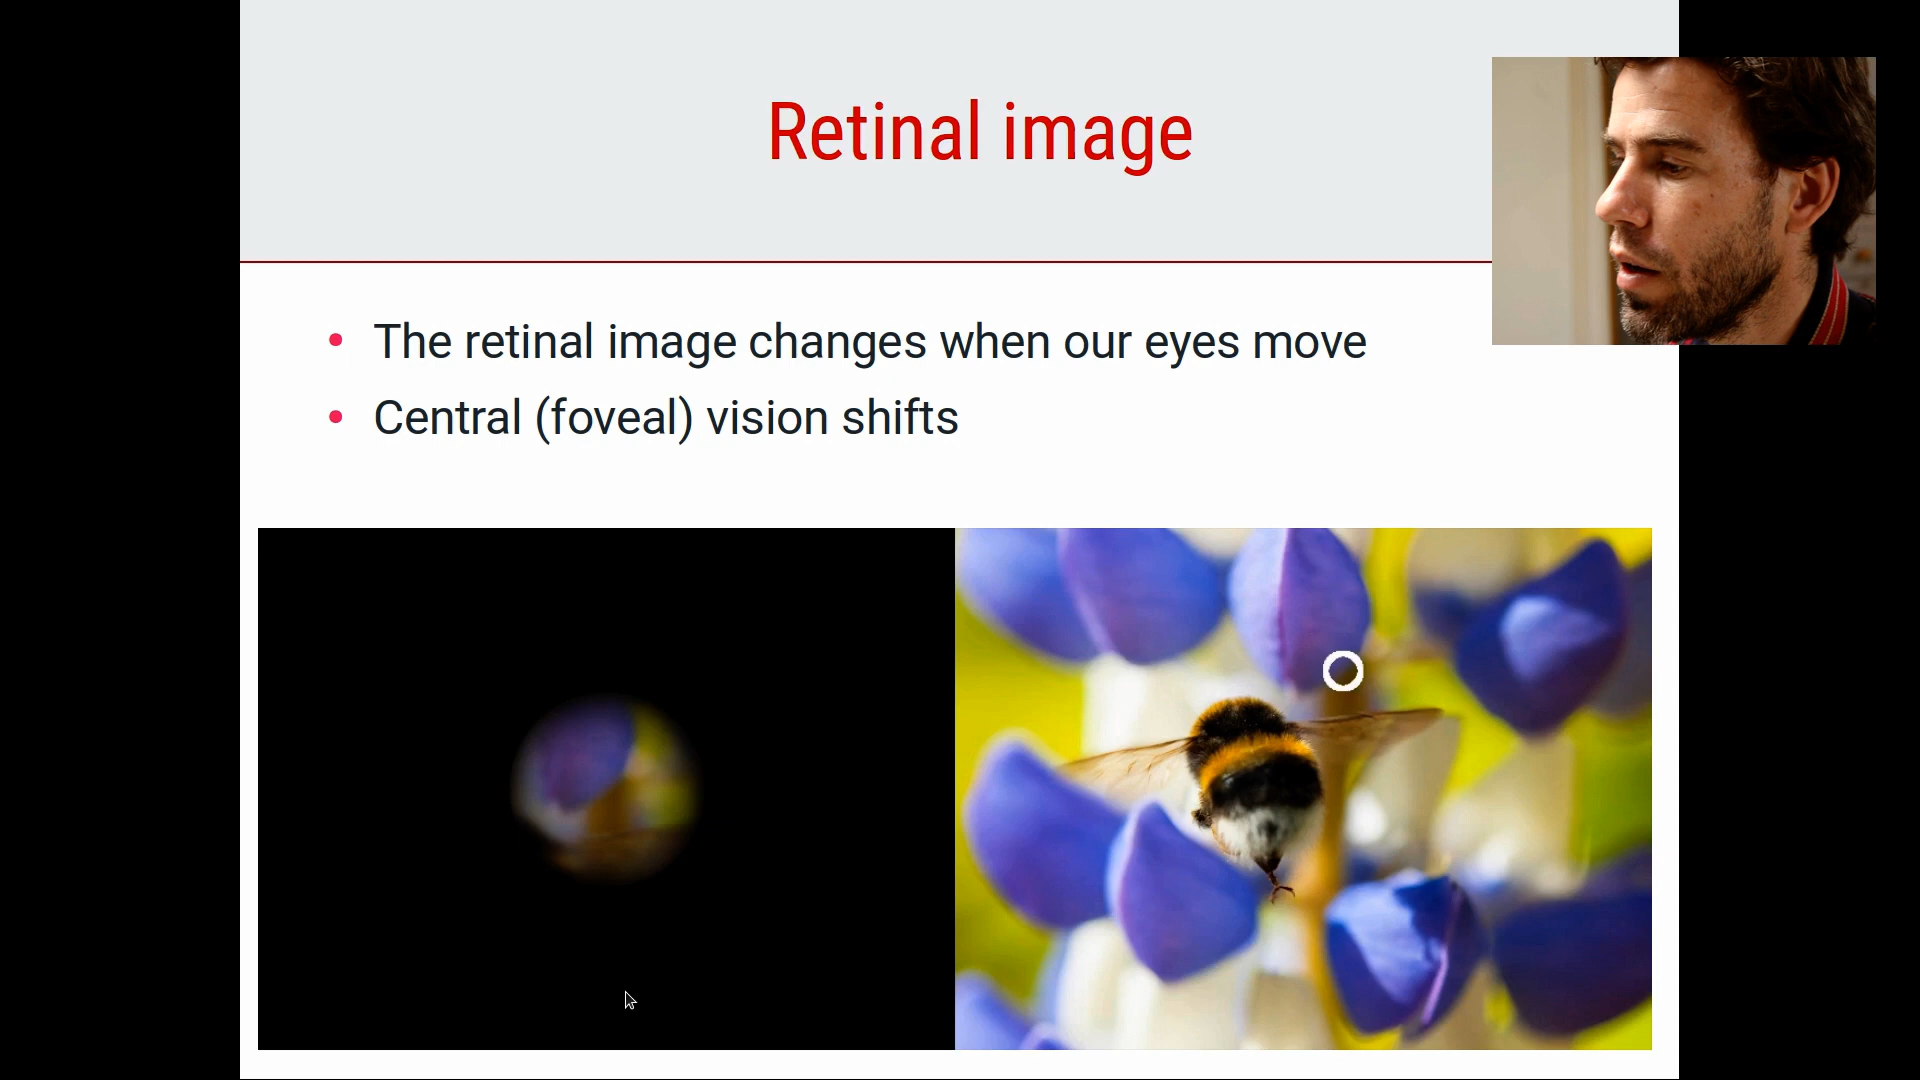 Retinal image
The retinal image changes when our eyes move
Central (foveal) vision shifts